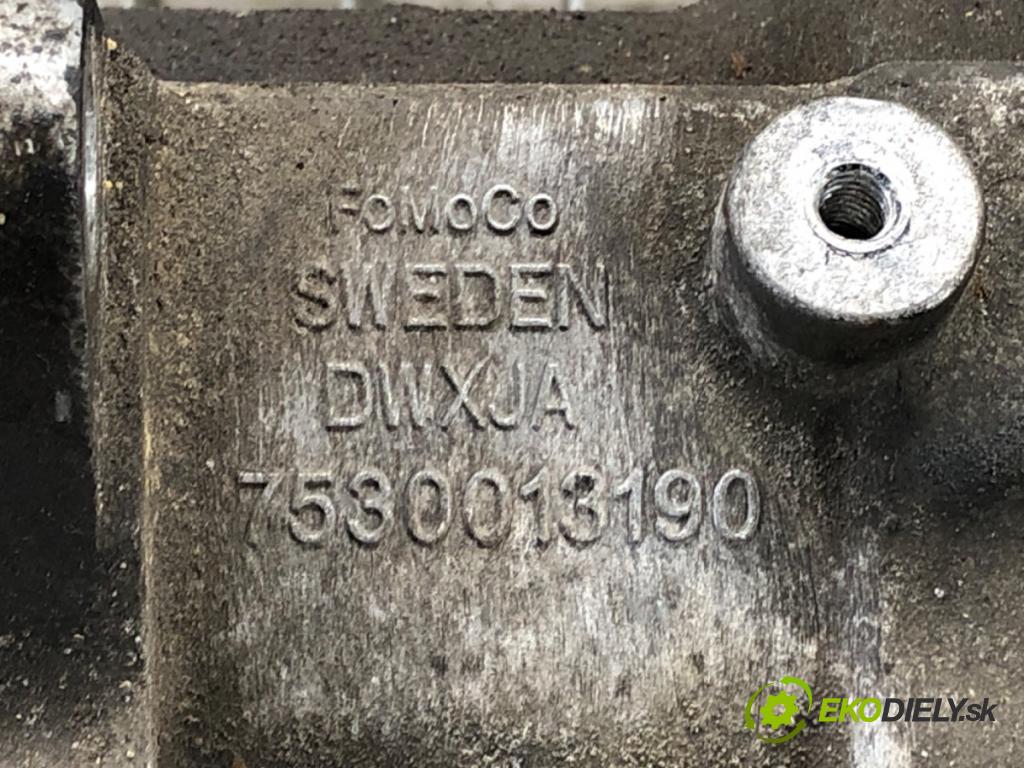 FoMoCo
SWEDEN
DWXJA
7530013190
EKODIELY.sk